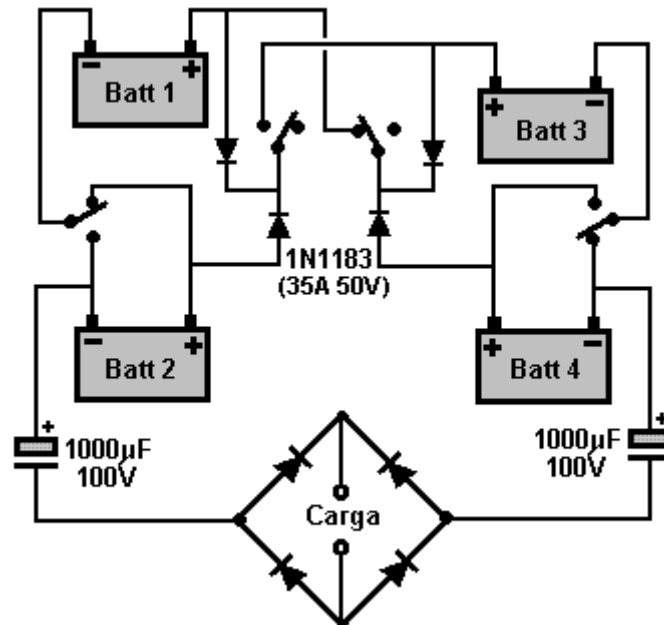 - +
Batt 1
+ -
Batt 3
1N1183
(35A 50V)
- +
Batt 2
+ -
Batt 4
+
1000µF
100V
+
1000µF
100V
Carga